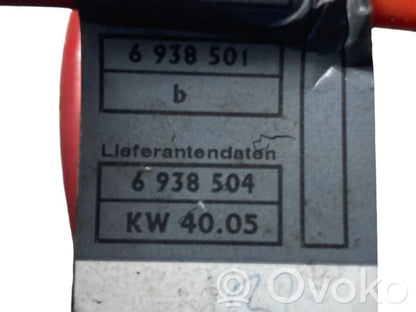 6 938 501
b
Lieferantendaten
6 938 504
KW 40.05
Ovoko